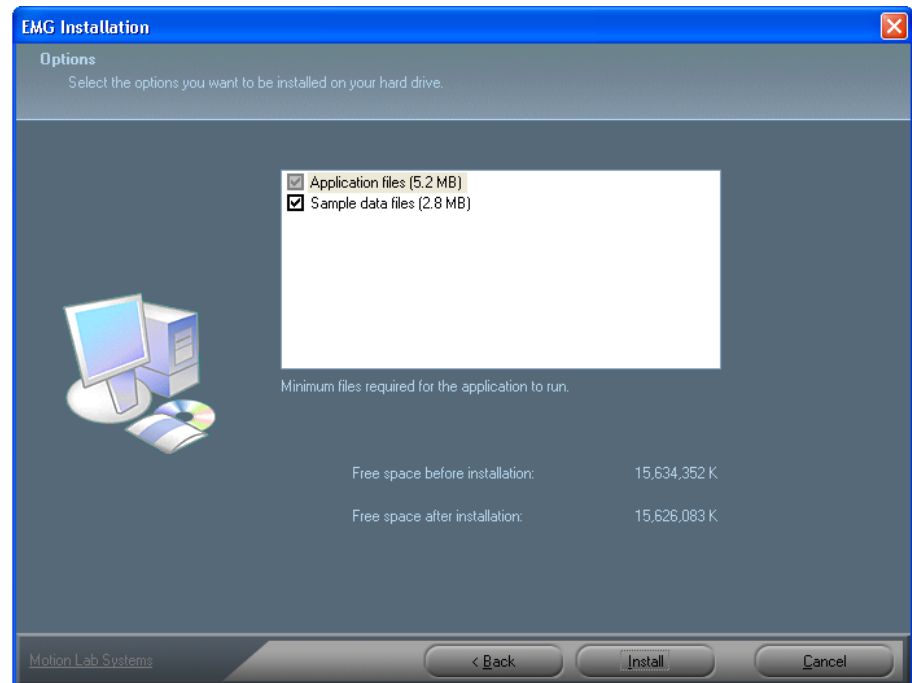 EMG Installation
Options
Select the options you want to be installed on your hard drive.
Application files (5.2 MB)
Sample data files (2.8 MB)
Minimum files required for the application to run.
Free space before installation: 15,634,352 K
Free space after installation: 15,626,083 K
Motion Lab Systems < Back Install Cancel